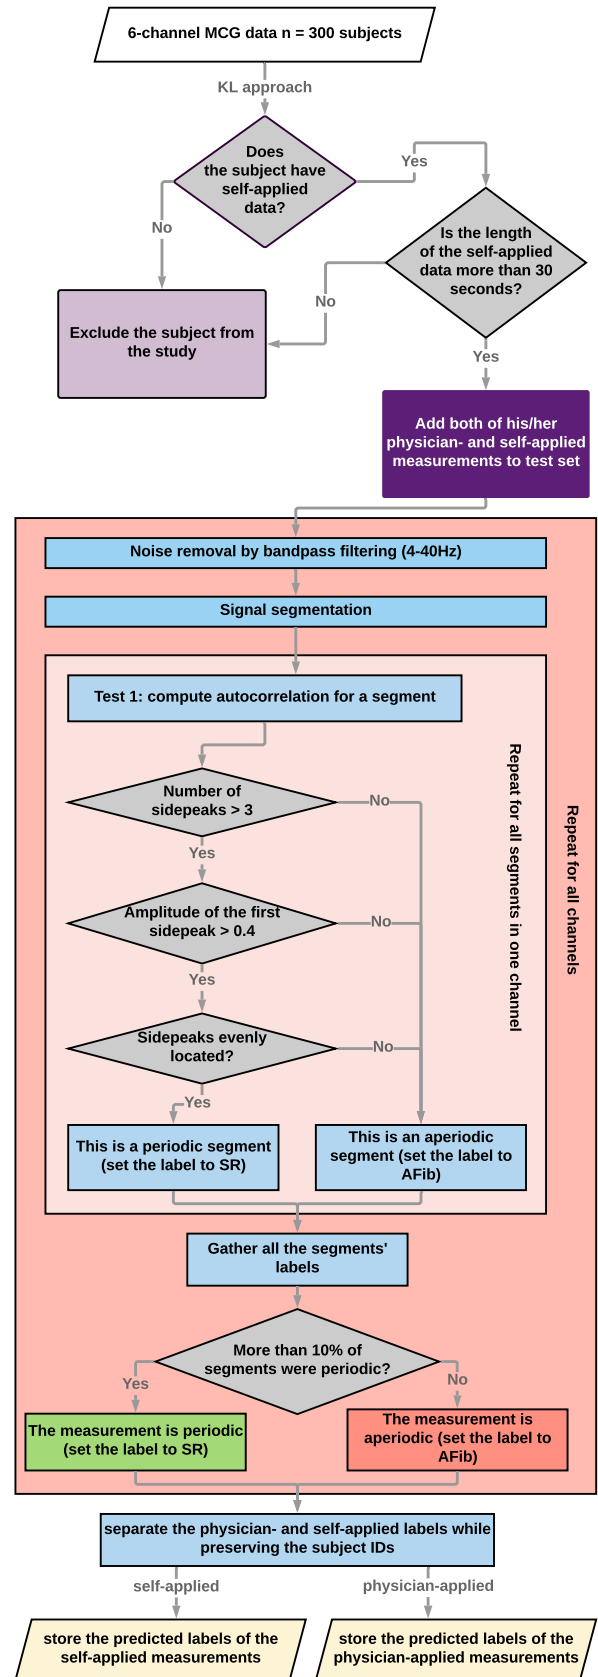 6-channel MCG data n = 300 subjects
KL approach
Does
the subject have
self-applied
data?
Yes
No
Is the length
of the self-applied
data more than 30
seconds?
No
Exclude the subject from
the study
Yes
Add both of his/her
physician- and self-applied
measurements to test set
Noise removal by bandpass filtering (4-40Hz)
Signal segmentation
Test 1: compute autocorrelation for a segment
Number of
sidepeaks > 3
No
Yes
Amplitude of the first
sidepeak > 0.4
No
Yes
Sidepeaks evenly
located?
No
Yes
This is a periodic segment
(set the label to SR)
This is an aperiodic
segment (set the label to
AFib)
Repeat for all segments in one channel
Repeat for all channels
Gather all the segments'
labels
More than 10% of
segments were periodic?
Yes
No
The measurement is periodic
(set the label to SR)
The measurement is
aperiodic (set the label to
AFib)
separate the physician- and self-applied labels while
preserving the subject IDs
self-applied
physician-applied
store the predicted labels of the
self-applied measurements
store the predicted labels of the
physician-applied measurements